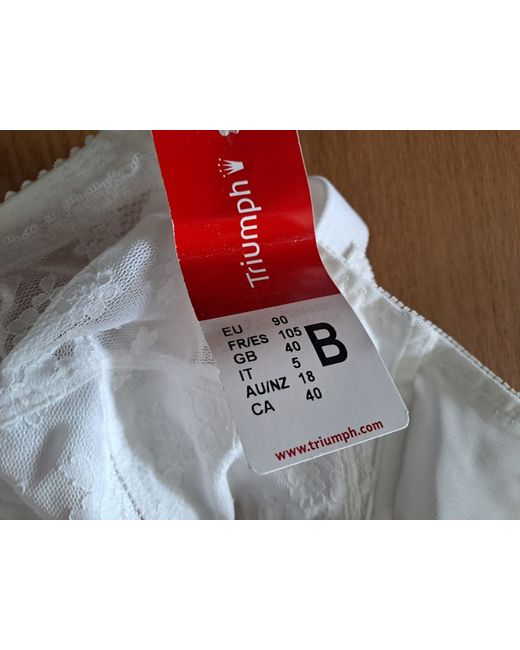 Triumph
EU 90
FR/ES 105
GB 40
IT 5
AU/NZ 18
CA 40
B
www.triumph.com